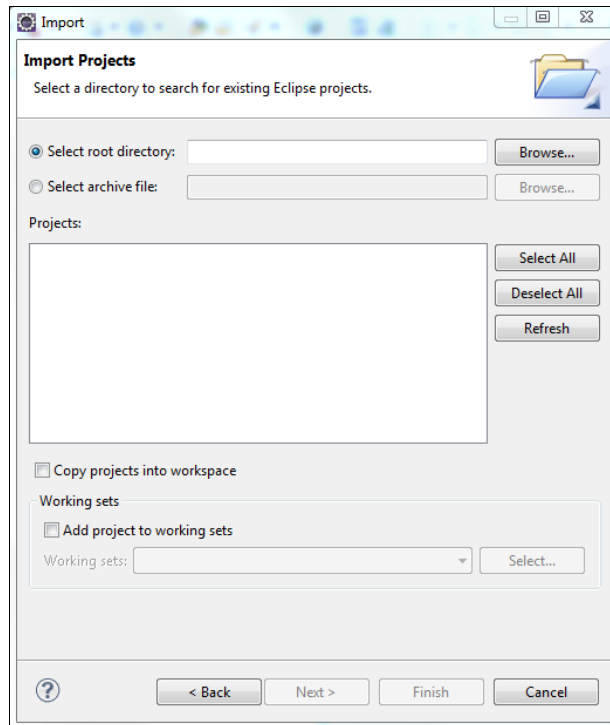 Import
Import Projects
Select a directory to search for existing Eclipse projects.
Select root directory: Browse...
Select archive file: Browse...
Projects:
Select All
Deselect All
Refresh
Copy projects into workspace
Working sets
Add project to working sets
Working sets: Select...
? < Back Next > Finish Cancel